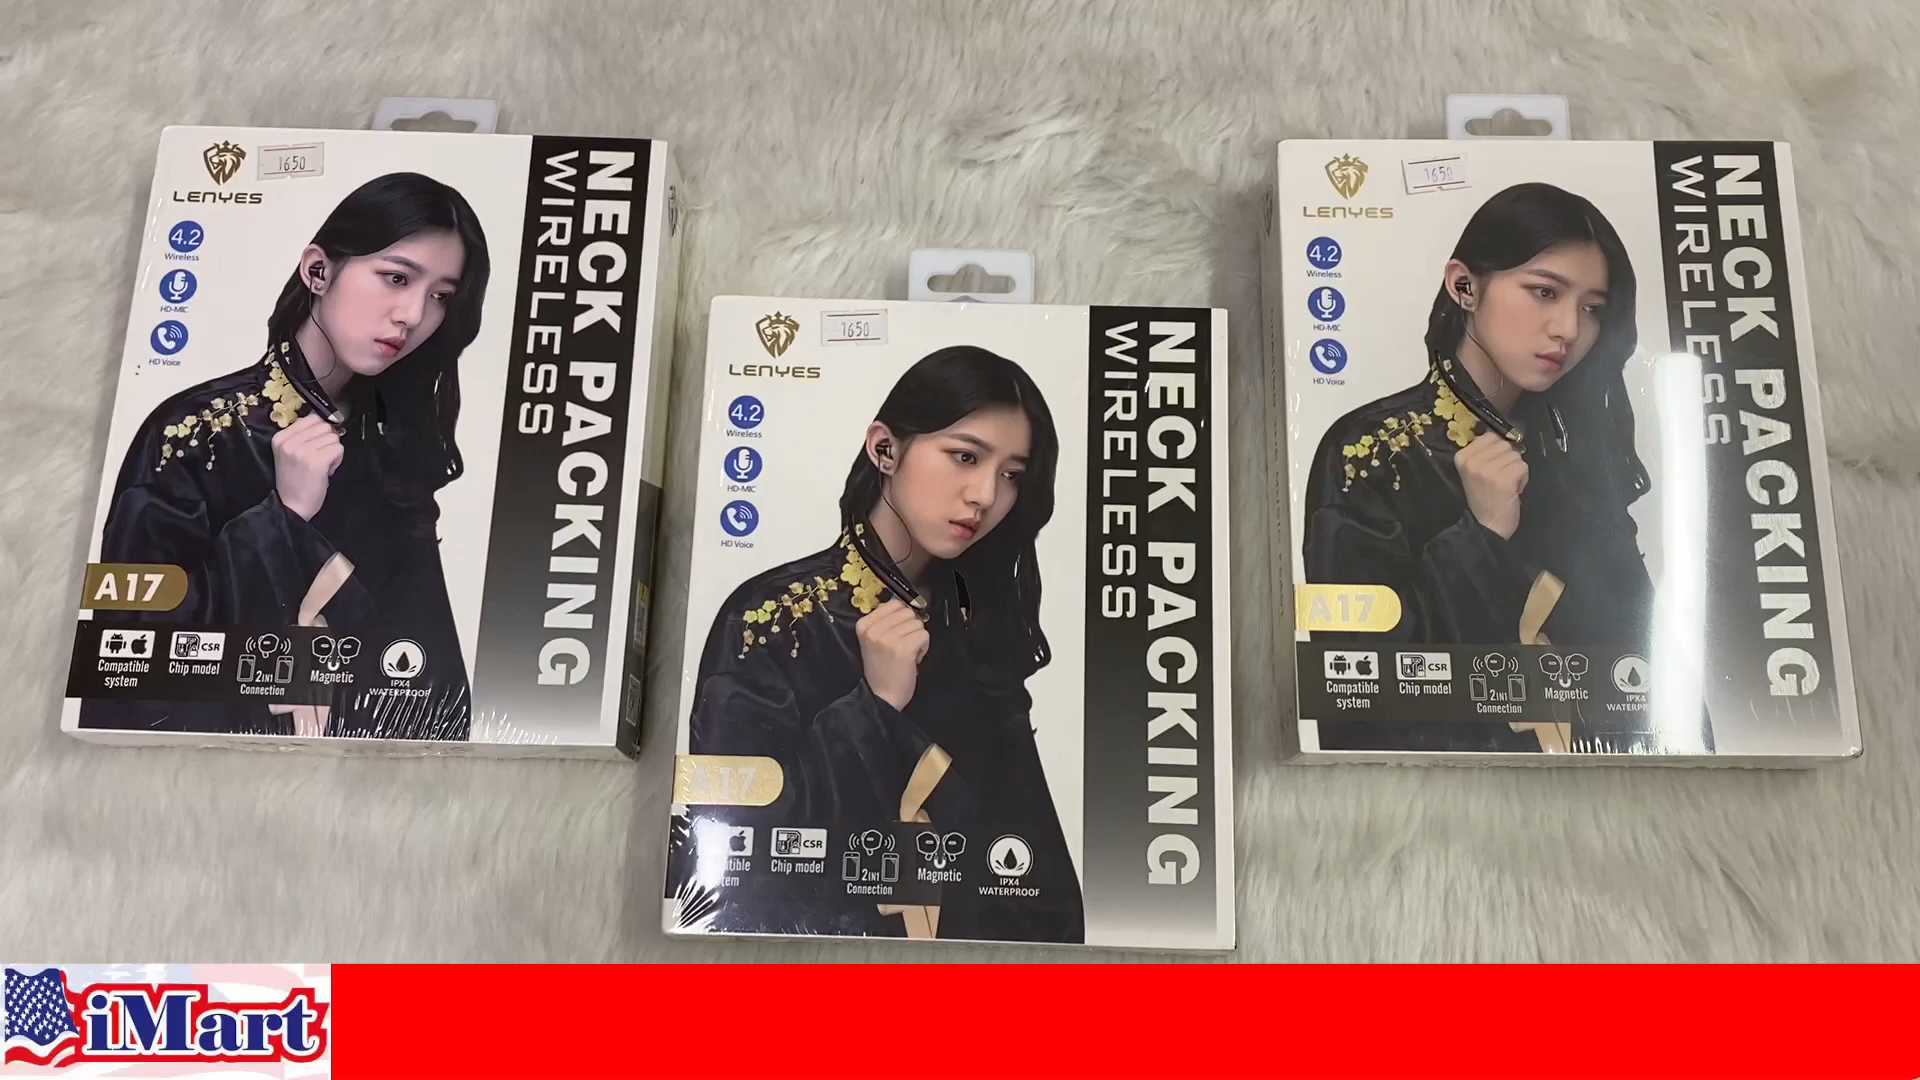 1650
LENYES
4.2
Wireless
HD-MIC
HD Voice
NECK PACKING
WIRELESS
A17
Compatible
system
CSR
Chip model
2IN1
Connection
Magnetic
IPX4
WATERPROOF
1650
LENYES
4.2
Wireless
HD-MIC
HD Voice
NECK PACKING
WIRELESS
A17
CSR
Chip model
2IN1
Connection
Magnetic
IPX4
WATERPROOF
1650
LENYES
4.2
Wireless
HD-MIC
HD Voice
NECK PACKING
WIRELESS
A17
Compatible
system
CSR
Chip model
2IN1
Connection
Magnetic
IPX4
iMart